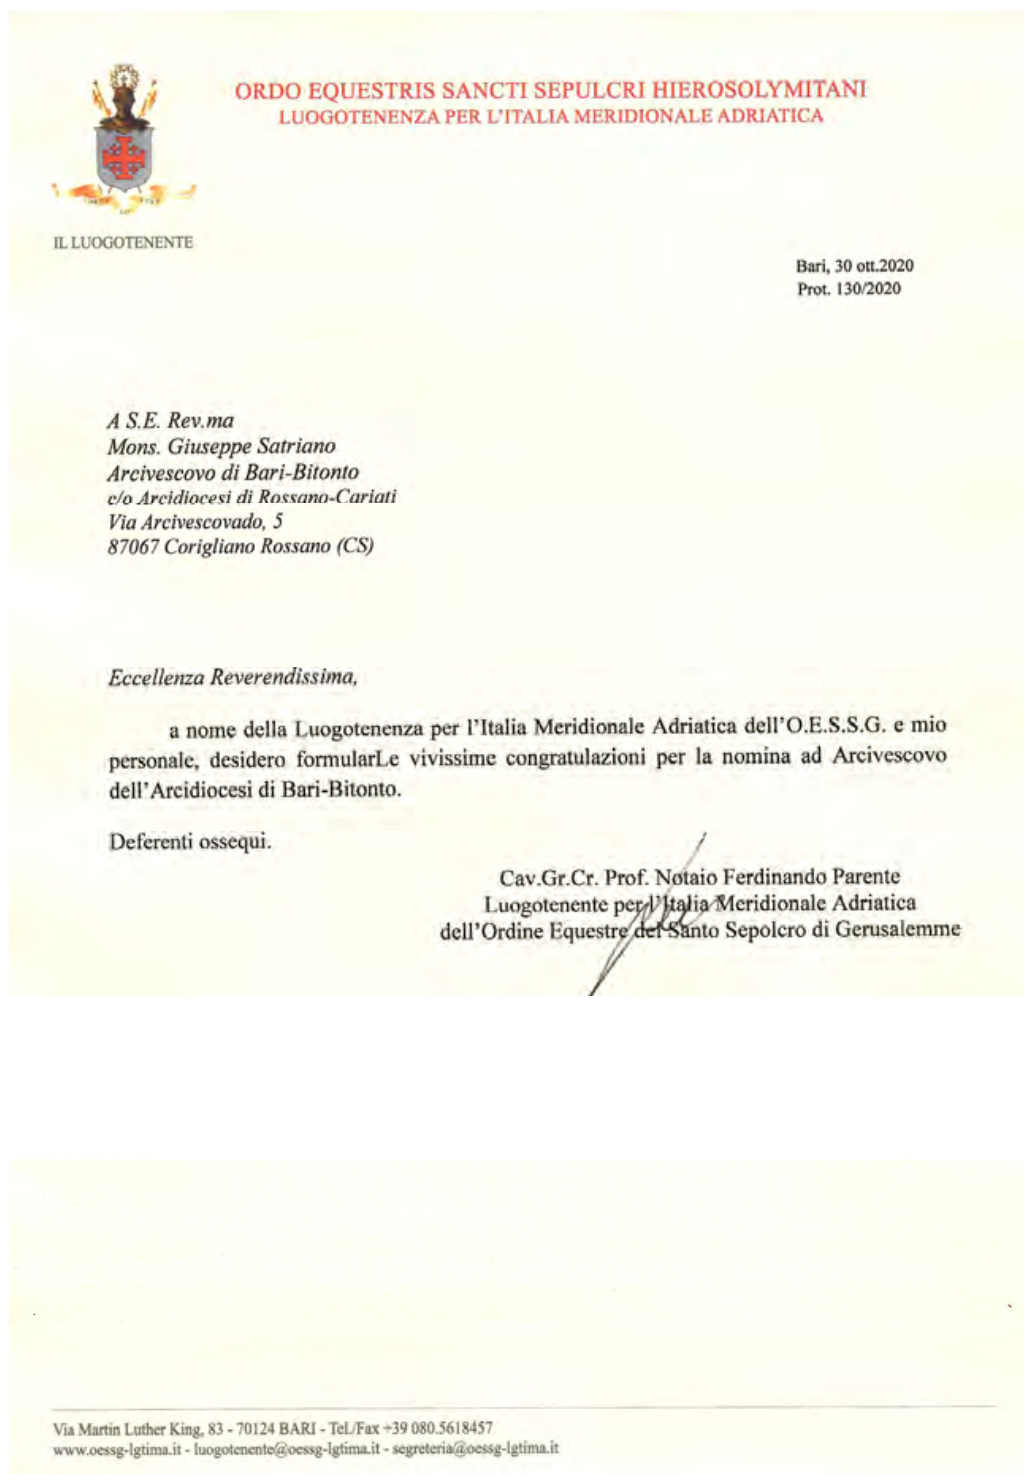 ORDO EQUESTRIS SANCTI SEPULCRI HIEROSOLYMITANI
LUOGOTENENZA PER L'ITALIA MERIDIONALE ADRIATICA
IL LUOGOTENENTE
Bari, 30 ott.2020
Prot. 130/2020
A S.E. Rev.ma
Mons. Giuseppe Satriano
Arcivescovo di Bari-Bitonto
c/o Arcidiocesi di Rossano-Cariati
Via Arcivescovado, 5
87067 Corigliano Rossano (CS)
Eccellenza Reverendissima,
a nome della Luogotenenza per l'Italia Meridionale Adriatica dell'O.E.S.S.G. e mio
personale, desidero formularLe vivissime congratulazioni per la nomina ad Arcivescovo
dell'Arcidiocesi di Bari-Bitonto.
Deferenti ossequi.
Cav.Gr.Cr. Prof. Notaio Ferdinando Parente
Luogotenente per l'Italia Meridionale Adriatica
dell'Ordine Equestre del Santo Sepolcro di Gerusalemme
Via Martin Luther King, 83 - 70124 BARI - Tel./Fax +39 080.5618457
www.oessg-lgtima.it - luogotenente@oessg-lgtima.it - segreteria@oessg-lgtima.it